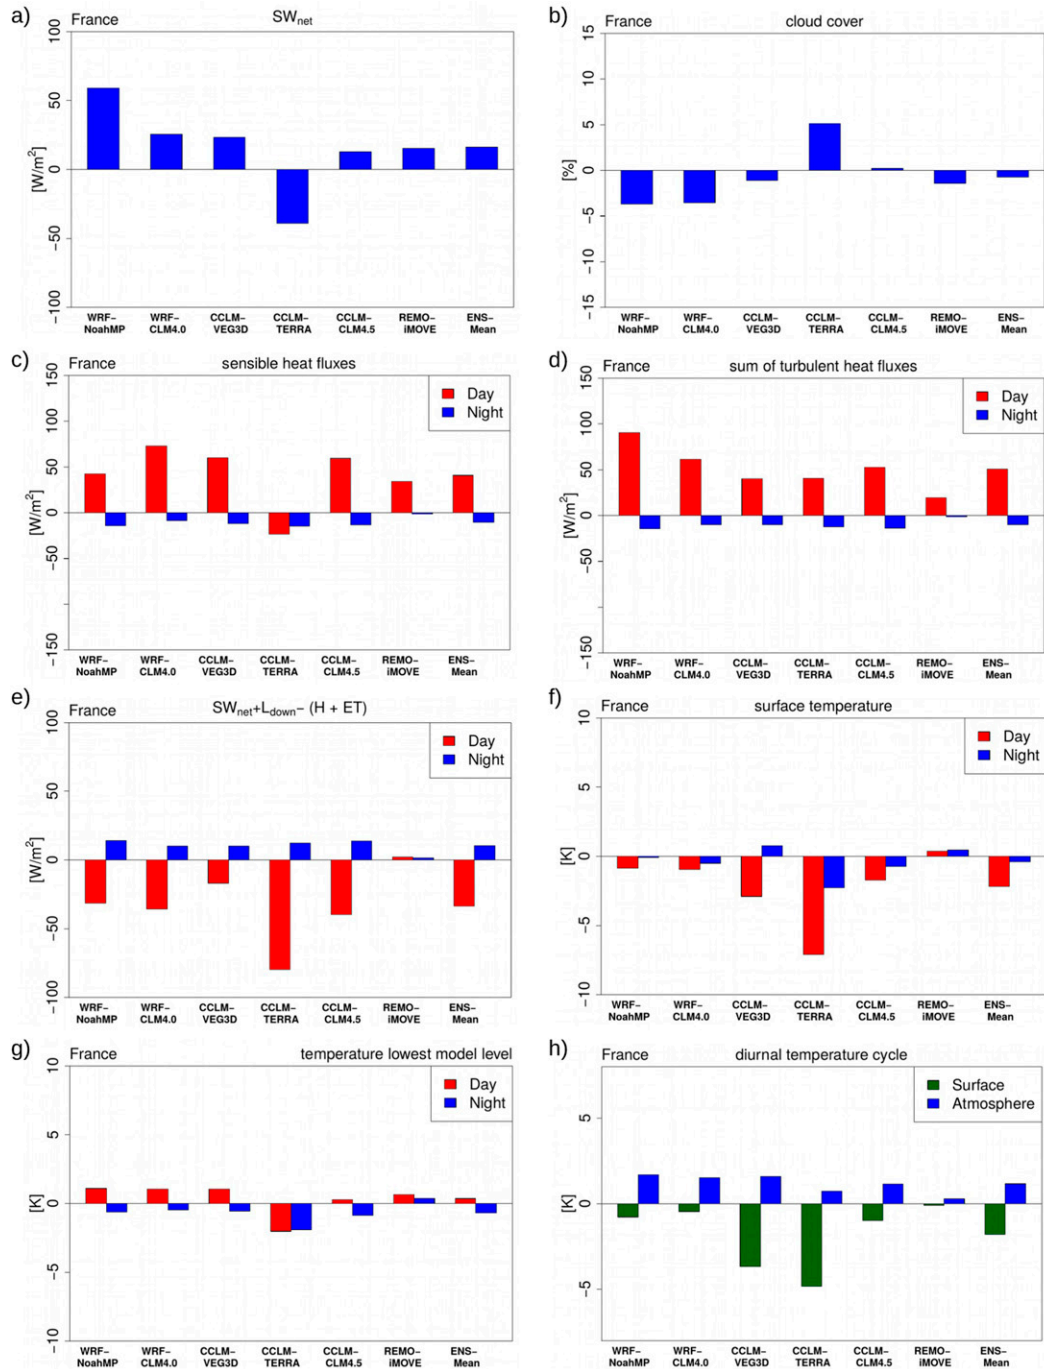 a) France SW_net
100
50
0
−50
−100
[W/m²]
WRF− WRF− CCLM− CCLM− CCLM− REMO− ENS−
NoahMP CLM4.0 VEG3D TERRA CLM4.5 iMOVE Mean
b) France cloud cover
15
10
5
0
−5
−10
−15
[%]
WRF− WRF− CCLM− CCLM− CCLM− REMO− ENS−
NoahMP CLM4.0 VEG3D TERRA CLM4.5 iMOVE Mean
c) France sensible heat fluxes
Day
Night
150
100
50
0
−50
−150
[W/m²]
WRF− WRF− CCLM− CCLM− CCLM− REMO− ENS−
NoahMP CLM4.0 VEG3D TERRA CLM4.5 iMOVE Mean
d) France sum of turbulent heat fluxes
Day
Night
150
100
50
0
−50
−150
[W/m²]
WRF− WRF− CCLM− CCLM− CCLM− REMO− ENS−
NoahMP CLM4.0 VEG3D TERRA CLM4.5 iMOVE Mean
e) France SW_net+L_down− (H + ET)
Day
Night
100
50
0
−50
−100
[W/m²]
WRF− WRF− CCLM− CCLM− CCLM− REMO− ENS−
NoahMP CLM4.0 VEG3D TERRA CLM4.5 iMOVE Mean
f) France surface temperature
Day
Night
10
5
0
−5
−10
[K]
WRF− WRF− CCLM− CCLM− CCLM− REMO− ENS−
NoahMP CLM4.0 VEG3D TERRA CLM4.5 iMOVE Mean
g) France temperature lowest model level
Day
Night
10
5
0
−5
−10
[K]
WRF− WRF− CCLM− CCLM− CCLM− REMO− ENS−
NoahMP CLM4.0 VEG3D TERRA CLM4.5 iMOVE Mean
h) France diurnal temperature cycle
Surface
Atmosphere
5
0
−5
[K]
WRF− WRF− CCLM− CCLM− CCLM− REMO− ENS−
NoahMP CLM4.0 VEG3D TERRA CLM4.5 iMOVE Mean